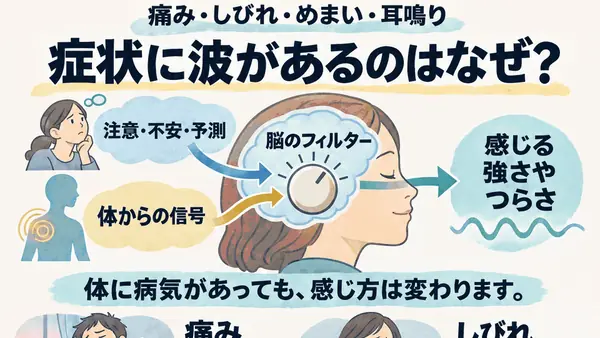 痛み・しびれ・めまい・耳鳴り
症状に波があるのはなぜ?
注意・不安・予測
脳のフィルター
体からの信号
感じる
強さや
つらさ
体に病気があっても、感じ方は変わります。
痛み
しびれ